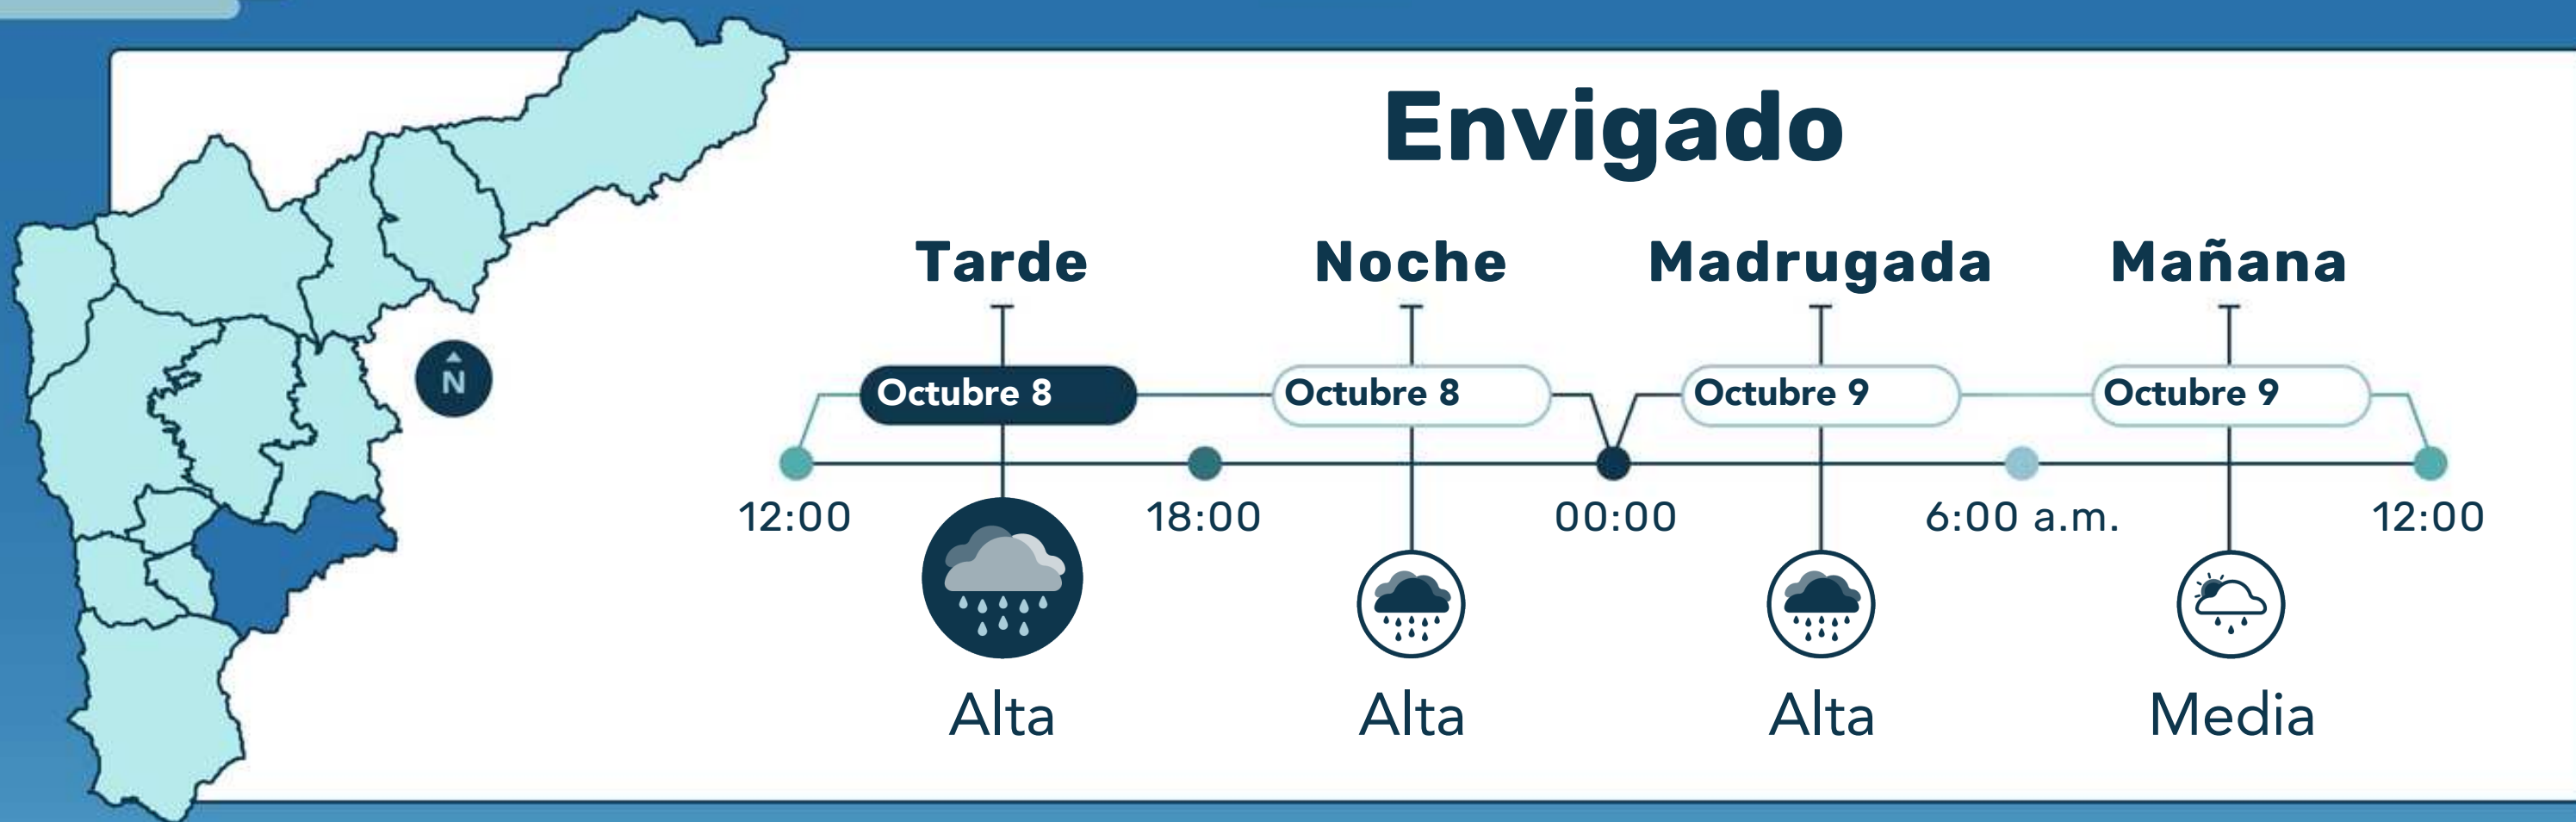 Envigado
Tarde Noche Madrugada Mañana
N
Octubre 8 Octubre 8 Octubre 9 Octubre 9
12:00 18:00 00:00 6:00 a.m. 12:00
Alta Alta Alta Media